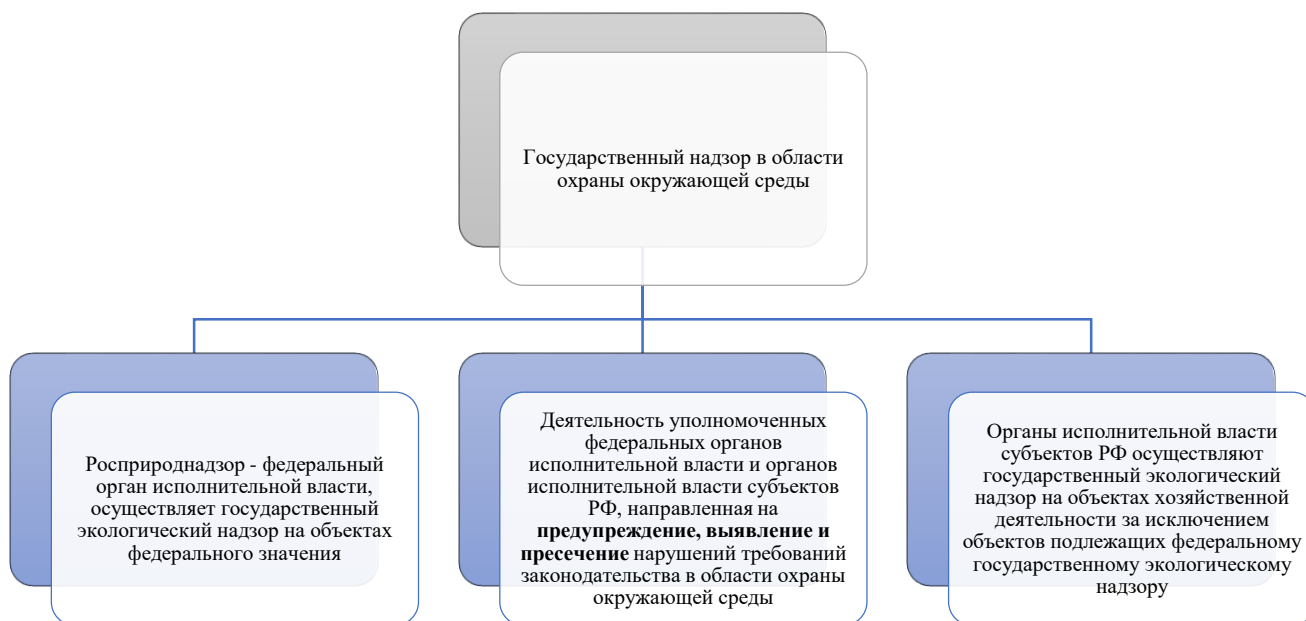 Государственный надзор в области
охраны окружающей среды
Росприроднадзор - федеральный
орган исполнительной власти,
осуществляет государственный
экологический надзор на объектах
федерального значения
Деятельность уполномоченных
федеральных органов
исполнительной власти и органов
исполнительной власти субъектов
РФ, направленная на
предупреждение, выявление и
пресечение нарушений требований
законодательства в области охраны
окружающей среды
Органы исполнительной власти
субъектов РФ осуществляют
государственный экологический
надзор на объектах хозяйственной
деятельности за исключением
объектов подлежащих федеральному
государственному экологическому
надзору